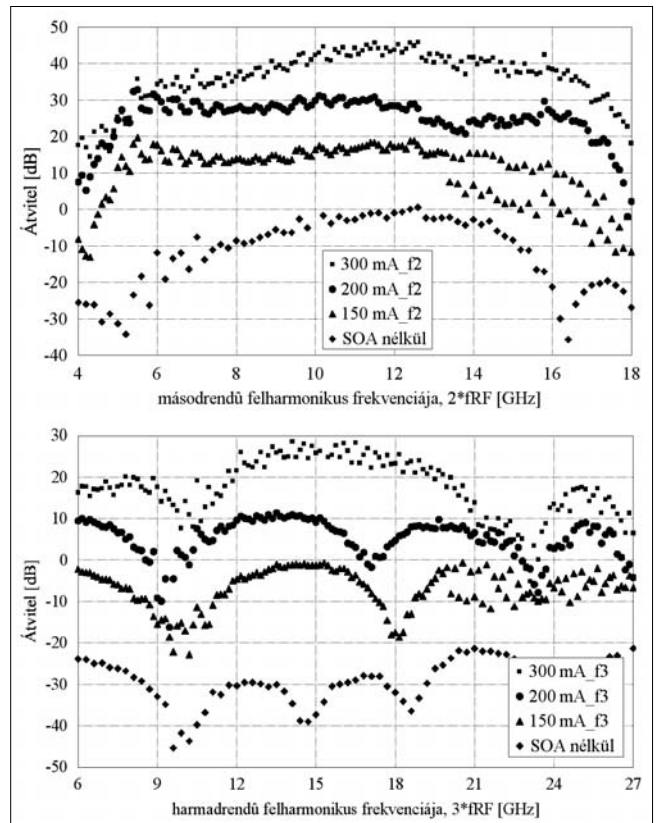 50
40
30
20
10
0
-10
-20
-30
-40
Átvitel [dB]
300 mA_f2
200 mA_f2
150 mA_f2
SOA nélkül
4 6 8 10 12 14 16 18
másodrendû felharmonikus frekvenciája, 2*fRF [GHz]
30
20
10
0
-10
-20
-30
-40
-50
Átvitel [dB]
300 mA_f3
200 mA_f3
150 mA_f3
SOA nélkül
6 9 12 15 18 21 24 27
harmadrendû felharmonikus frekvenciája, 3*fRF [GHz]